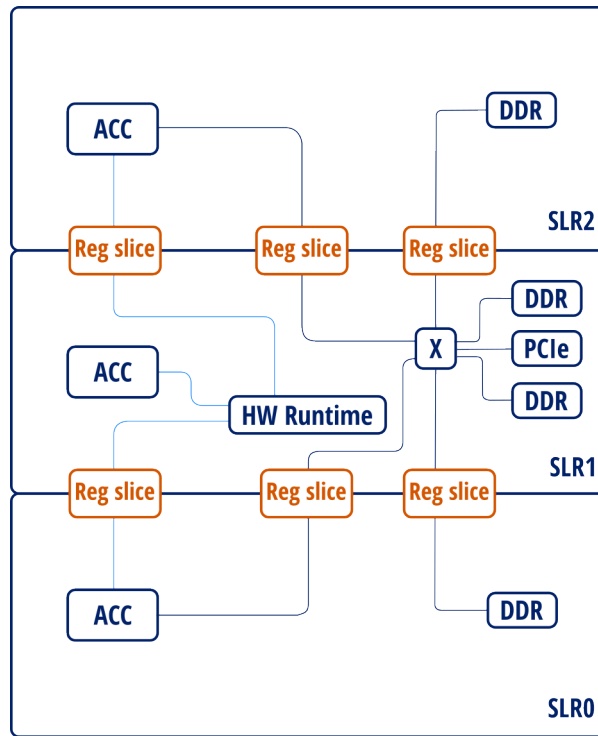 DDR
ACC
SLR2
Reg slice
Reg slice
Reg slice
DDR
X
PCIe
ACC
DDR
HW Runtime
SLR1
Reg slice
Reg slice
Reg slice
ACC
DDR
SLR0